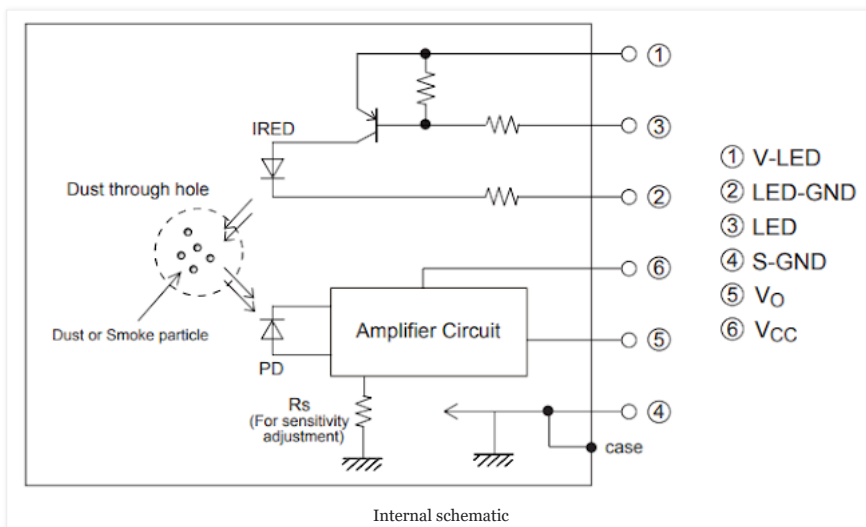 ①
IRED
③
Dust through hole
②
⑥
Amplifier Circuit
⑤
Dust or Smoke particle
PD
Rs
(For sensitivity
adjustment)
④
case
① V-LED
② LED-GND
③ LED
④ S-GND
⑤ VO
⑥ VCC
Internal schematic